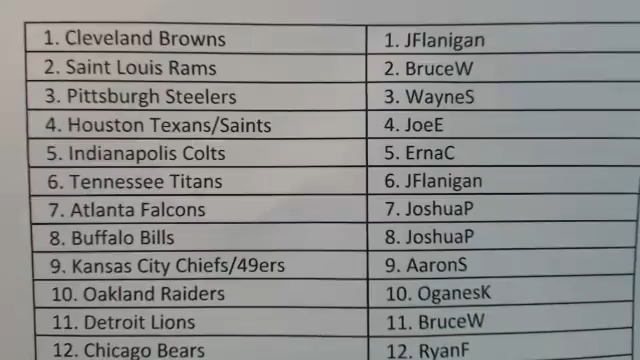 1. Cleveland Browns 1. JFlanigan
2. Saint Louis Rams 2. BruceW
3. Pittsburgh Steelers 3. WayneS
4. Houston Texans/Saints 4. JoeE
5. Indianapolis Colts 5. ErnaC
6. Tennessee Titans 6. JFlanigan
7. Atlanta Falcons 7. JoshuaP
8. Buffalo Bills 8. JoshuaP
9. Kansas City Chiefs/49ers 9. AaronS
10. Oakland Raiders 10. OganesK
11. Detroit Lions 11. BruceW
12. Chicago Bears 12. RyanF